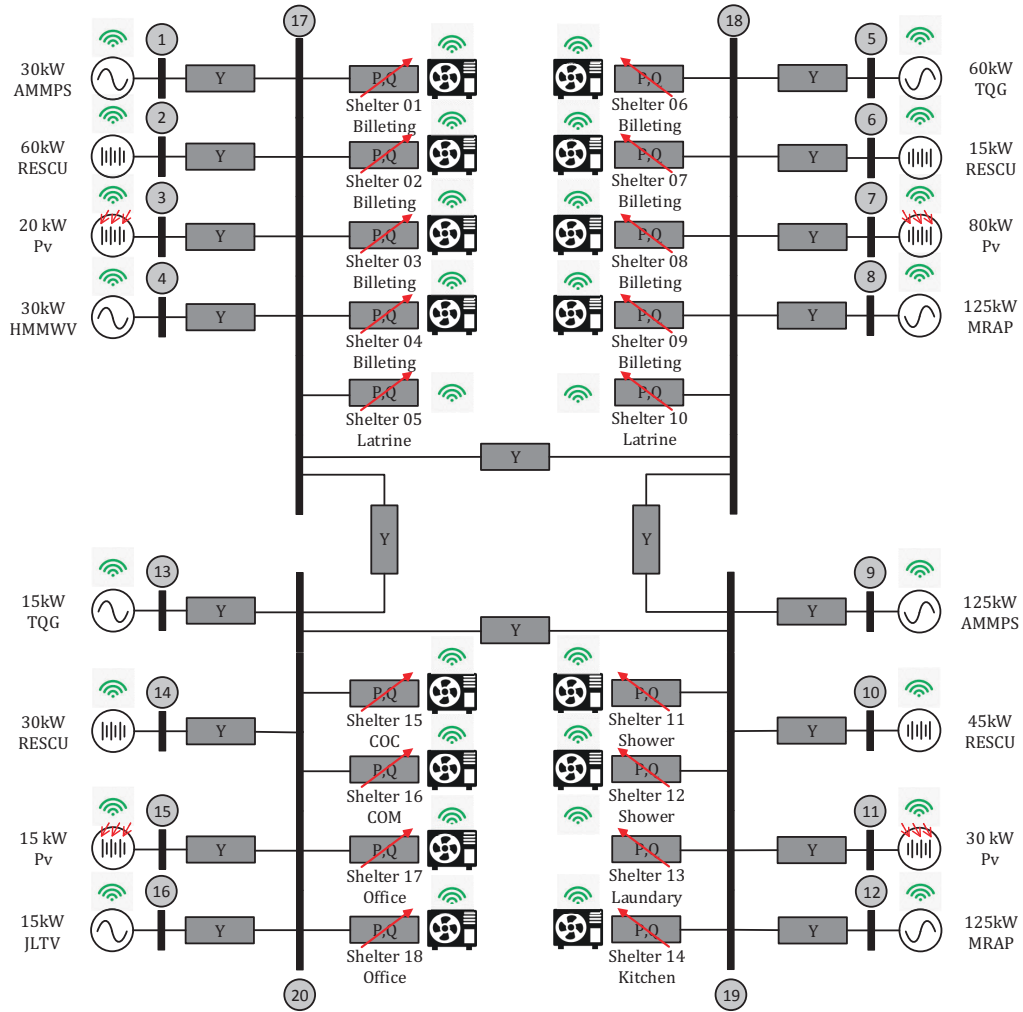 17
18
1
5
30kW
AMMPS
Y
P,Q
Shelter 01
Billeting
P,Q
Shelter 06
Billeting
Y
60kW
TQG
2
6
60kW
RESCU
Y
P,Q
Shelter 02
Billeting
P,Q
Shelter 07
Billeting
Y
15kW
RESCU
3
7
20 kW
Pv
Y
P,Q
Shelter 03
Billeting
P,Q
Shelter 08
Billeting
Y
80kW
Pv
4
8
30kW
HMMWV
Y
P,Q
Shelter 04
Billeting
P,Q
Shelter 09
Billeting
Y
125kW
MRAP
P,Q
Shelter 05
Latrine
P,Q
Shelter 10
Latrine
Y
Y
Y
13
9
15kW
TQG
Y
Y
125kW
AMMPS
Y
14
10
30kW
RESCU
Y
P,Q
Shelter 15
COC
P,Q
Shelter 11
Shower
Y
45kW
RESCU
P,Q
Shelter 16
COM
P,Q
Shelter 12
Shower
15
11
15 kW
Pv
Y
P,Q
Shelter 17
Office
P,Q
Shelter 13
Laundary
Y
30 kW
Pv
16
12
15kW
JLTV
Y
P,Q
Shelter 18
Office
P,Q
Shelter 14
Kitchen
Y
125kW
MRAP
20
19